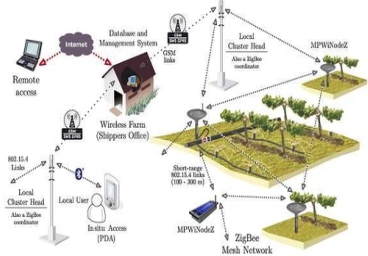 Internet
Remote
access
Database and
Management System
GSM
links
Wireless Farm
(Shippers Office)
Local
Cluster Head
Also a ZigBee
coordinator
MPWiNodeZ
802.15.4
Links
Local
Cluster Head
Also a ZigBee
coordinator
Local User
In situ Access
(PDA)
Short-range
802.15.4 links
(100 - 300 m)
MPWiNodeZ
ZigBee
Mesh Network